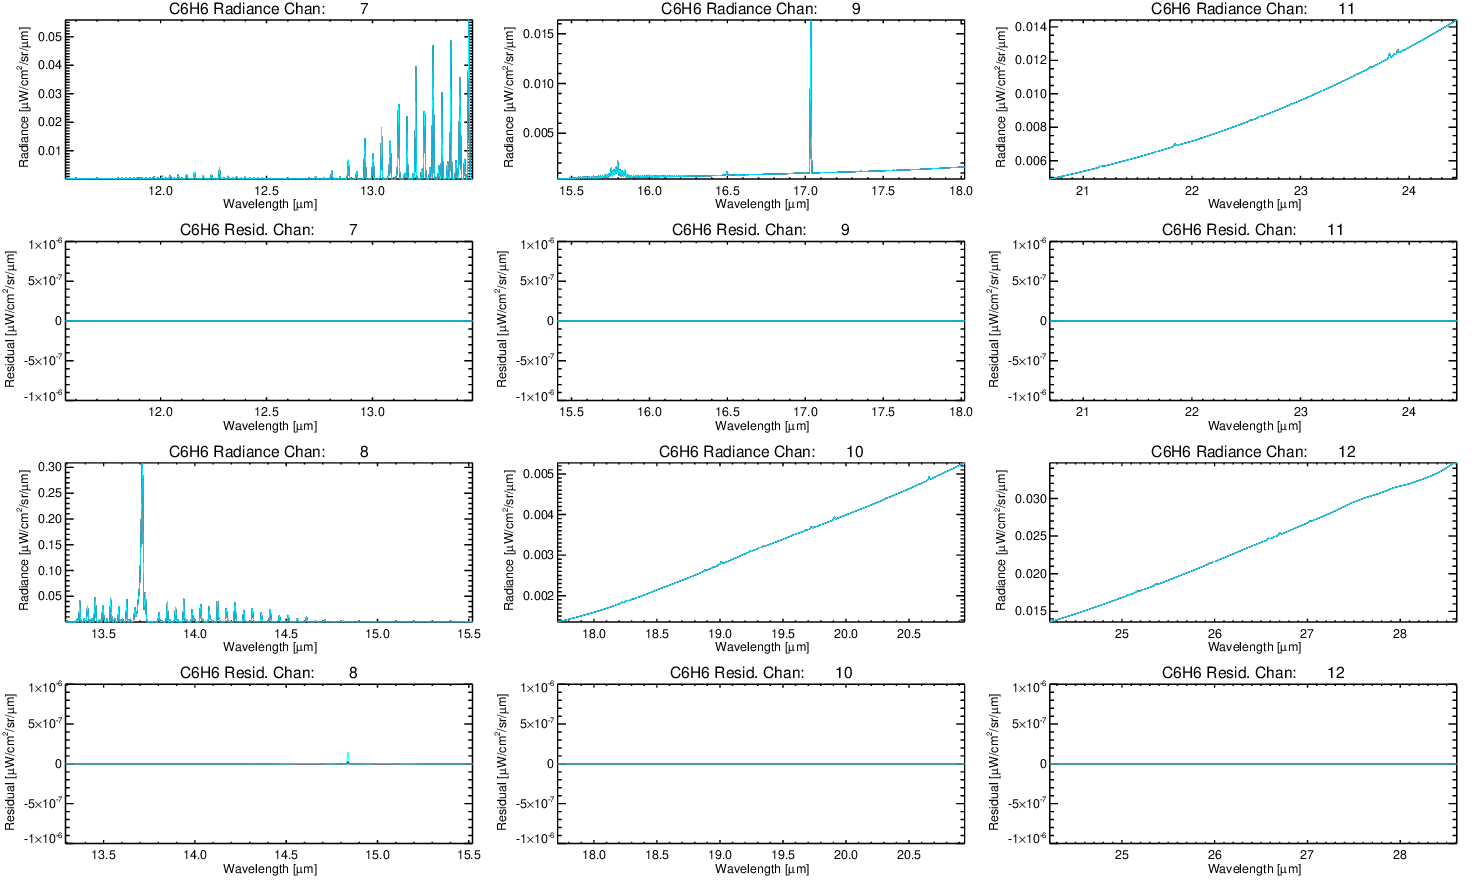 C6H6 Radiance Chan: 7
Radiance [μW/cm²/sr/μm]
0.05
0.04
0.03
0.02
0.01
12.0 12.5 13.0
Wavelength [μm]
C6H6 Radiance Chan: 9
Radiance [μW/cm²/sr/μm]
0.015
0.010
0.005
15.5 16.0 16.5 17.0 17.5 18.0
Wavelength [μm]
C6H6 Radiance Chan: 11
Radiance [μW/cm²/sr/μm]
0.014
0.012
0.010
0.008
0.006
21 22 23 24
Wavelength [μm]
C6H6 Resid. Chan: 7
Residual [μW/cm²/sr/μm]
1×10⁻⁶
5×10⁻⁷
0
-5×10⁻⁷
-1×10⁻⁶
12.0 12.5 13.0
Wavelength [μm]
C6H6 Resid. Chan: 9
Residual [μW/cm²/sr/μm]
1×10⁻⁶
5×10⁻⁷
0
-5×10⁻⁷
-1×10⁻⁶
15.5 16.0 16.5 17.0 17.5 18.0
Wavelength [μm]
C6H6 Resid. Chan: 11
Residual [μW/cm²/sr/μm]
1×10⁻⁶
5×10⁻⁷
0
-5×10⁻⁷
-1×10⁻⁶
21 22 23 24
Wavelength [μm]
C6H6 Radiance Chan: 8
Radiance [μW/cm²/sr/μm]
0.30
0.25
0.20
0.15
0.10
0.05
13.5 14.0 14.5 15.0 15.5
Wavelength [μm]
C6H6 Radiance Chan: 10
Radiance [μW/cm²/sr/μm]
0.005
0.004
0.003
0.002
18.0 18.5 19.0 19.5 20.0 20.5
Wavelength [μm]
C6H6 Radiance Chan: 12
Radiance [μW/cm²/sr/μm]
0.030
0.025
0.020
0.015
25 26 27 28
Wavelength [μm]
C6H6 Resid. Chan: 8
Residual [μW/cm²/sr/μm]
1×10⁻⁶
5×10⁻⁷
0
-5×10⁻⁷
-1×10⁻⁶
13.5 14.0 14.5 15.0 15.5
Wavelength [μm]
C6H6 Resid. Chan: 10
Residual [μW/cm²/sr/μm]
1×10⁻⁶
5×10⁻⁷
0
-5×10⁻⁷
-1×10⁻⁶
18.0 18.5 19.0 19.5 20.0 20.5
Wavelength [μm]
C6H6 Resid. Chan: 12
Residual [μW/cm²/sr/μm]
1×10⁻⁶
5×10⁻⁷
0
-5×10⁻⁷
-1×10⁻⁶
25 26 27 28
Wavelength [μm]